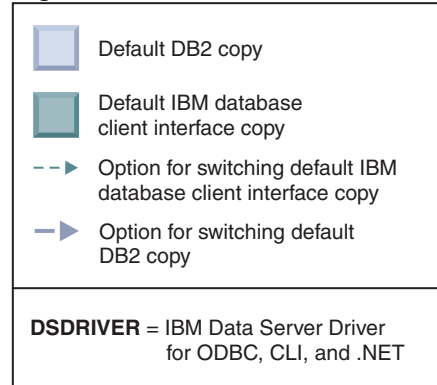 Default DB2 copy
Default IBM database
client interface copy
Option for switching default IBM
database client interface copy
Option for switching default
DB2 copy
DSDRIVER = IBM Data Server Driver
for ODBC, CLI, and .NET